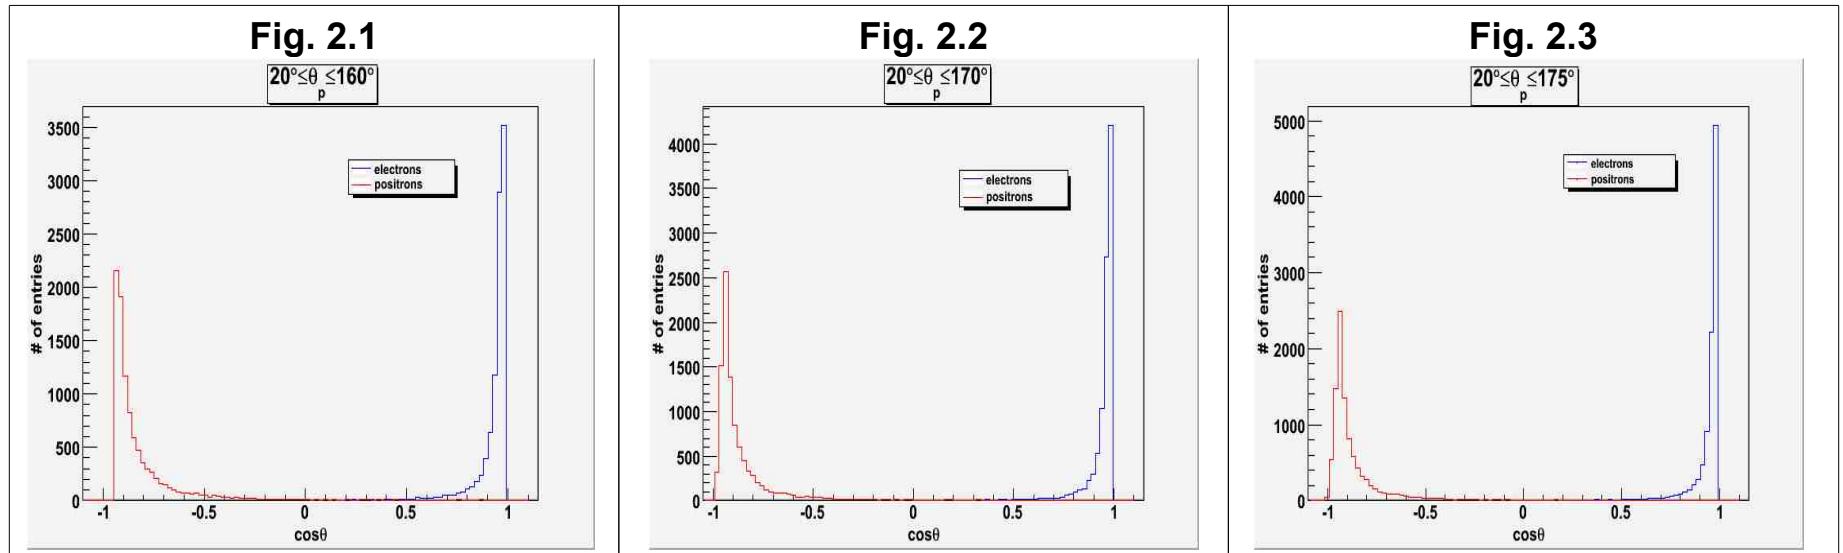 Fig. 2.1
20°≤θ ≤160°
p
electrons
positrons
# of entries
3500
3000
2500
2000
1500
1000
500
0
-1
-0.5
0
0.5
1
cosθ
Fig. 2.2
20°≤θ ≤170°
p
electrons
positrons
# of entries
4000
3500
3000
2500
2000
1500
1000
500
0
-1
-0.5
0
0.5
1
cosθ
Fig. 2.3
20°≤θ ≤175°
p
electrons
positrons
# of entries
5000
4000
3000
2000
1000
0
-1
-0.5
0
0.5
1
cosθ